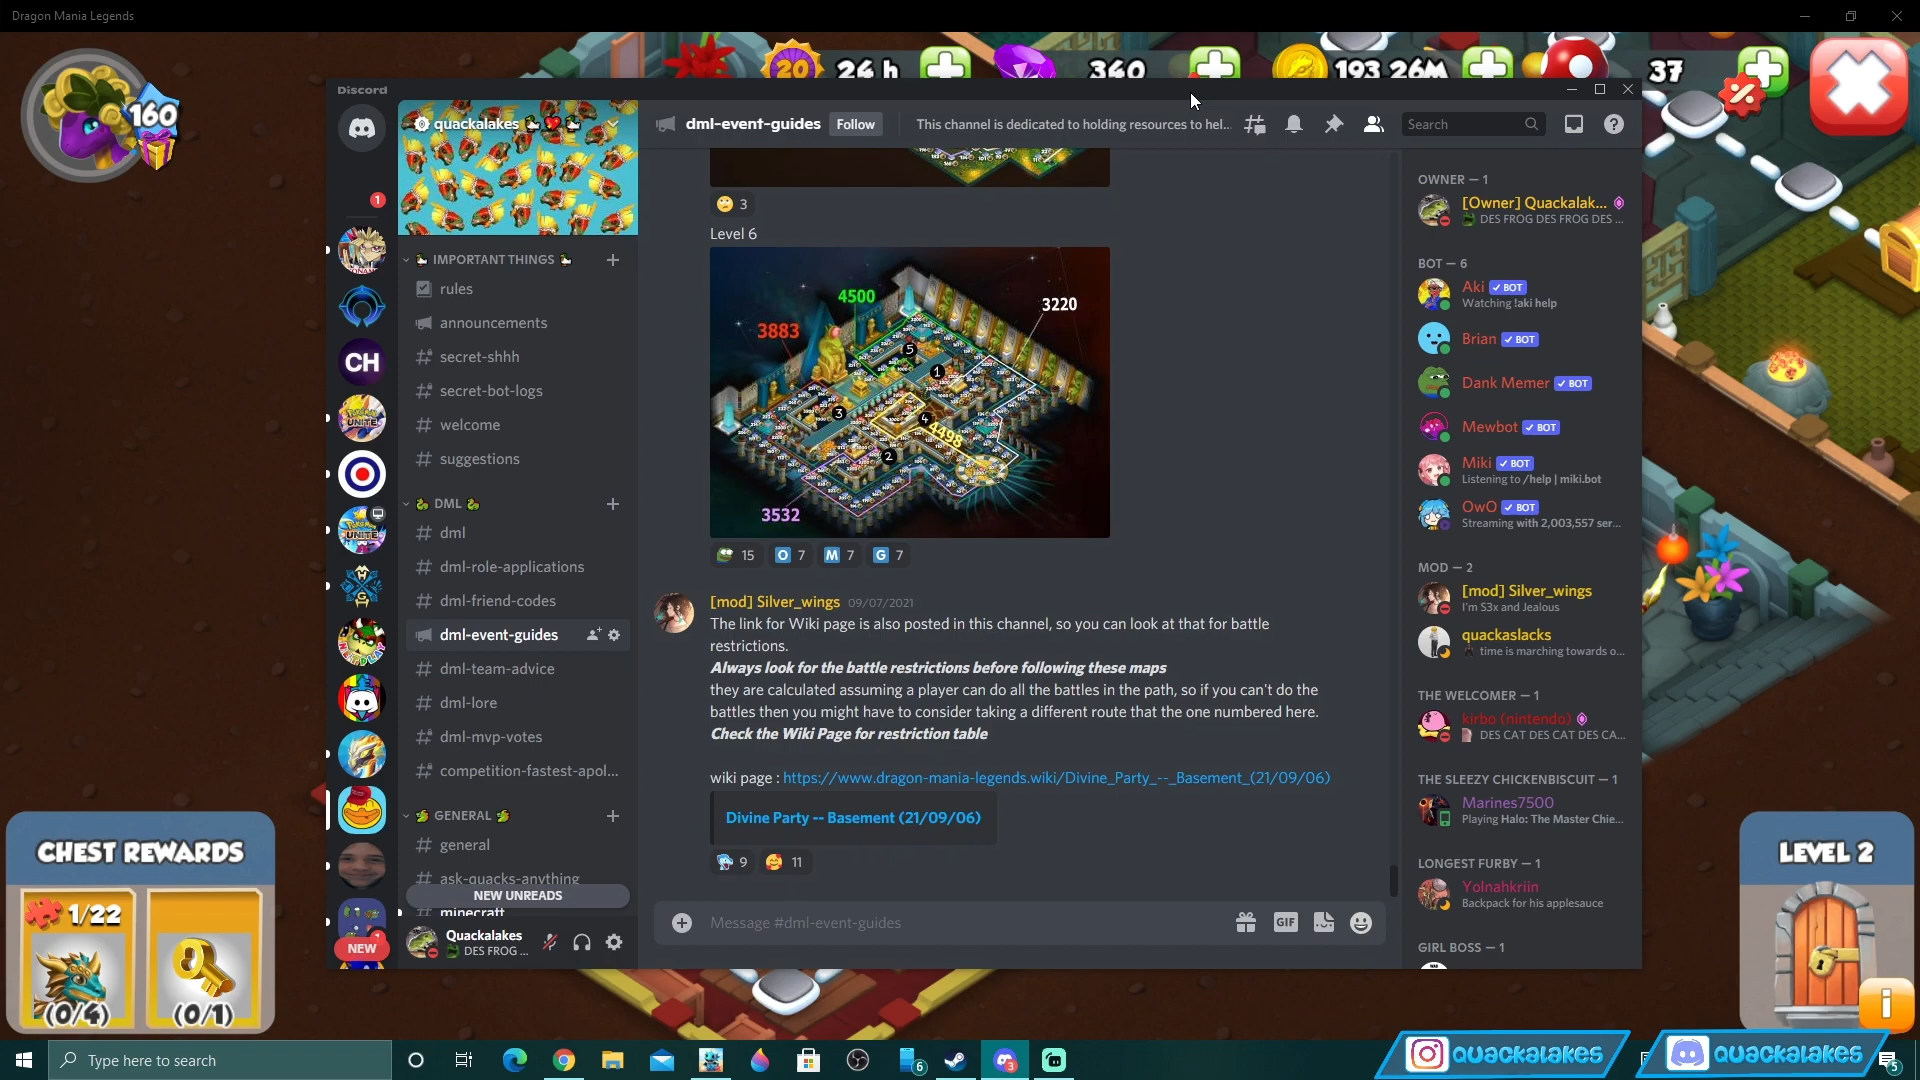 Dragon Mania Legends
160
20
24 h
340
193.26M
37
Discord
quackalakes
dml-event-guides
Follow
This channel is dedicated to holding resources to hel...
Search
1
IMPORTANT THINGS
rules
announcements
secret-shhh
secret-bot-logs
welcome
suggestions
DML
dml
dml-role-applications
dml-friend-codes
dml-event-guides
dml-team-advice
dml-lore
dml-mvp-votes
competition-fastest-apol...
GENERAL
general
ask-quacks-anything
NEW UNREADS
minecraft
Quackalakes
DES FROG ...
CH
NEW
3
Level 6
4500
3220
3883
5
1
3
4
4498
2
3532
15
O 7
M 7
G 7
[mod] Silver_wings 09/07/2021
The link for Wiki page is also posted in this channel, so you can look at that for battle
restrictions.
Always look for the battle restrictions before following these maps
they are calculated assuming a player can do all the battles in the path, so if you can't do the
battles then you might have to consider taking a different route that the one numbered here.
Check the Wiki Page for restriction table
wiki page : https://www.dragon-mania-legends.wiki/Divine_Party_--_Basement_(21/09/06)
Divine Party -- Basement (21/09/06)
9
11
Message #dml-event-guides
GIF
OWNER — 1
[Owner] Quackalak...
DES FROG DES FROG DES ...
BOT — 6
Aki BOT
Watching !aki help
Brian BOT
Dank Memer BOT
Mewbot BOT
Miki BOT
Listening to /help | miki.bot
OwO BOT
Streaming with 2,003,557 ser...
MOD — 2
[mod] Silver_wings
I'm S3x and Jealous
quackaslacks
time is marching towards o...
THE WELCOMER — 1
kirbo (nintendo)
DES CAT DES CAT DES CA...
THE SLEEZY CHICKENBISCUIT — 1
Marines7500
Playing Halo: The Master Chie...
LONGEST FURBY — 1
Yolnahkriin
Backpack for his applesauce
GIRL BOSS — 1
CHEST REWARDS
1/22
(0/4)
(0/1)
LEVEL 2
i
Type here to search
6
3
quackalakes
quackalakes
5